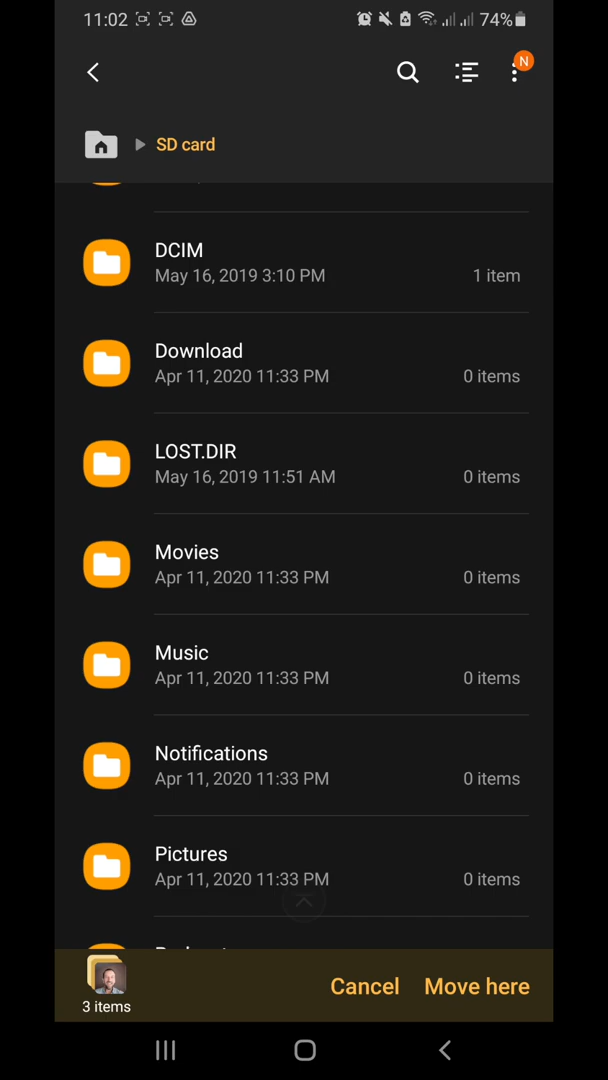 11:02
74%
N
SD card
DCIM
May 16, 2019 3:10 PM 1 item
Download
Apr 11, 2020 11:33 PM 0 items
LOST.DIR
May 16, 2019 11:51 AM 0 items
Movies
Apr 11, 2020 11:33 PM 0 items
Music
Apr 11, 2020 11:33 PM 0 items
Notifications
Apr 11, 2020 11:33 PM 0 items
Pictures
Apr 11, 2020 11:33 PM 0 items
Cancel Move here
3 items